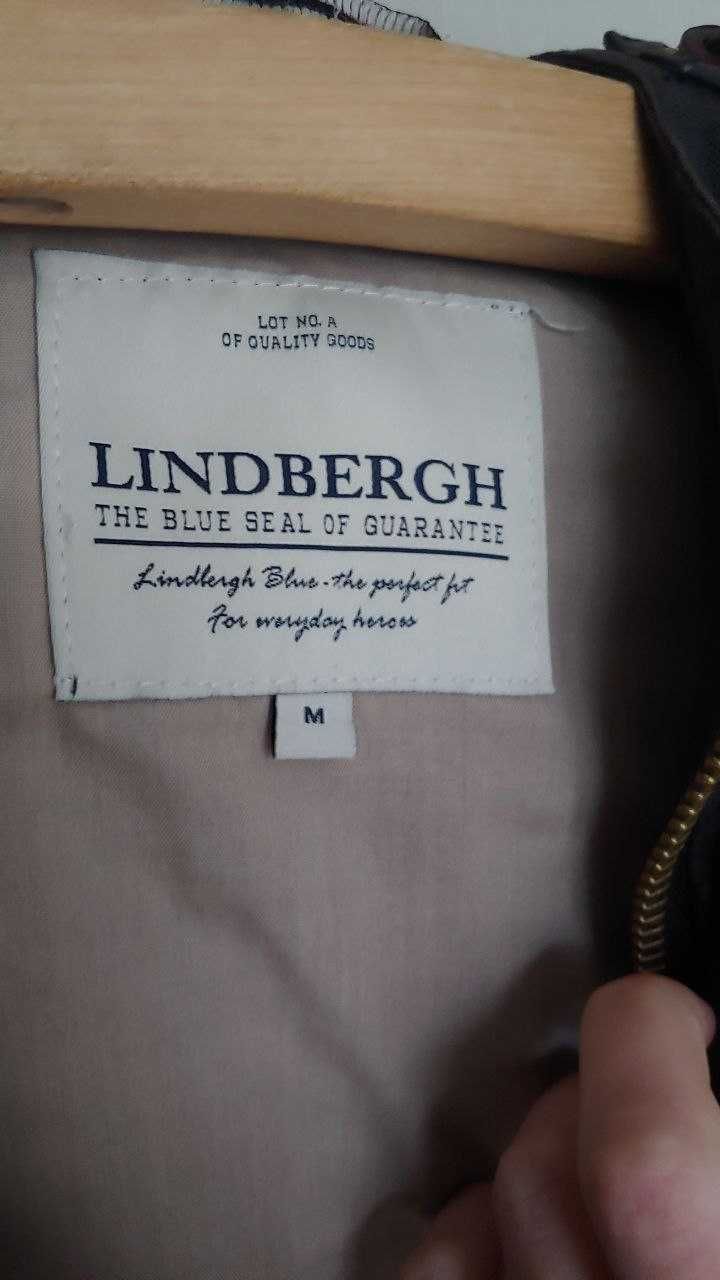 LOT NO. A
OF QUALITY GOODS
LINDBERGH
THE BLUE SEAL OF GUARANTEE
Lindbergh Blue - the perfect fit
For everyday heroes
M